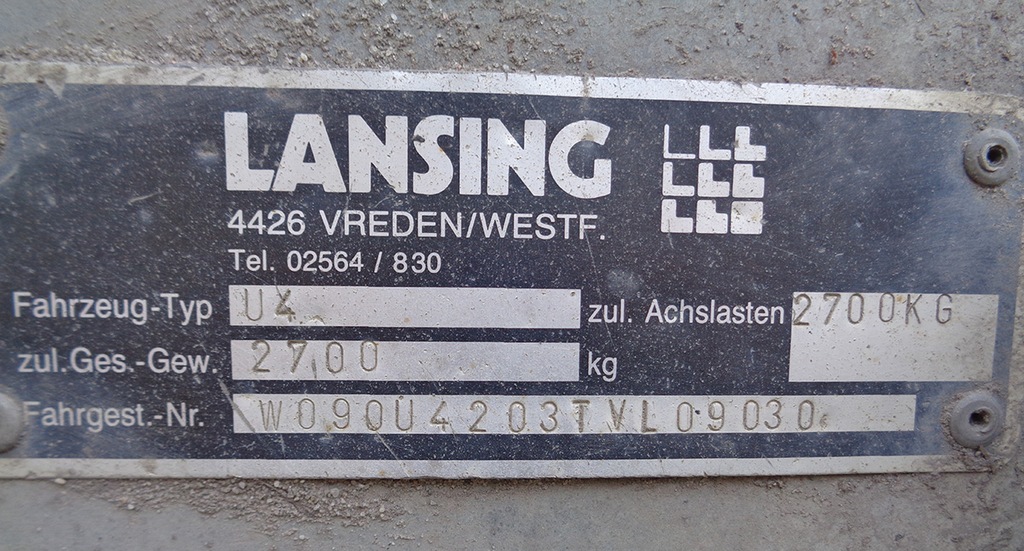 LANSING
4426 VREDEN/WESTF.
Tel. 02564 / 830
Fahrzeug-Typ U4 zul. Achslasten 2700KG
zul.Ges.-Gew. 2700 kg
Fahrgest.-Nr. W090U4203TVL09030